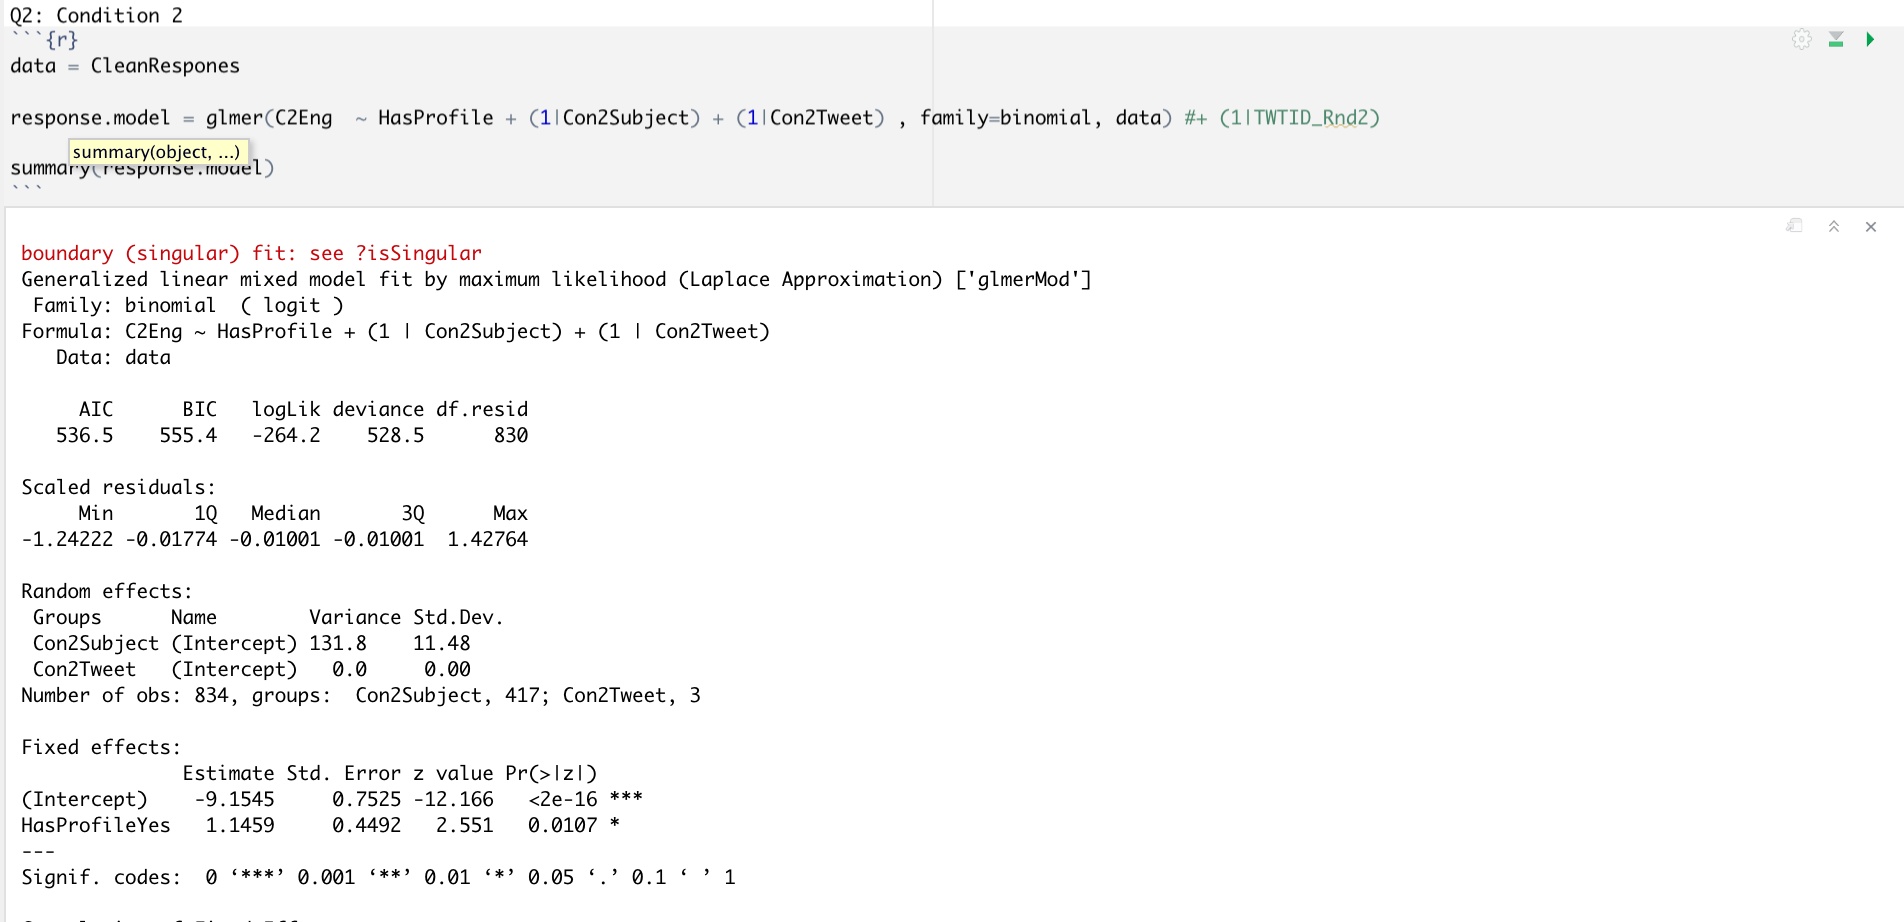 Q2: Condition 2
```{r}
data = CleanRespones
response.model = glmer(C2Eng  ~ HasProfile + (1|Con2Subject) + (1|Con2Tweet) , family=binomial, data) #+ (1|TWTID_Rnd2)
summary(object, ...)
summary(response.model)
```
boundary (singular) fit: see ?isSingular
Generalized linear mixed model fit by maximum likelihood (Laplace Approximation) ['glmerMod']
 Family: binomial  ( logit )
Formula: C2Eng ~ HasProfile + (1 | Con2Subject) + (1 | Con2Tweet)
   Data: data
     AIC      BIC   logLik deviance df.resid
   536.5    555.4   -264.2    528.5      830
Scaled residuals:
     Min       1Q   Median       3Q      Max
-1.24222 -0.01774 -0.01001 -0.01001  1.42764
Random effects:
 Groups      Name        Variance Std.Dev.
 Con2Subject (Intercept) 131.8    11.48
 Con2Tweet   (Intercept)   0.0     0.00
Number of obs: 834, groups:  Con2Subject, 417; Con2Tweet, 3
Fixed effects:
              Estimate Std. Error z value Pr(>|z|)
(Intercept)    -9.1545     0.7525 -12.166   <2e-16 ***
HasProfileYes   1.1459     0.4492   2.551   0.0107 *
---
Signif. codes:  0 ‘***’ 0.001 ‘**’ 0.01 ‘*’ 0.05 ‘.’ 0.1 ‘ ’ 1